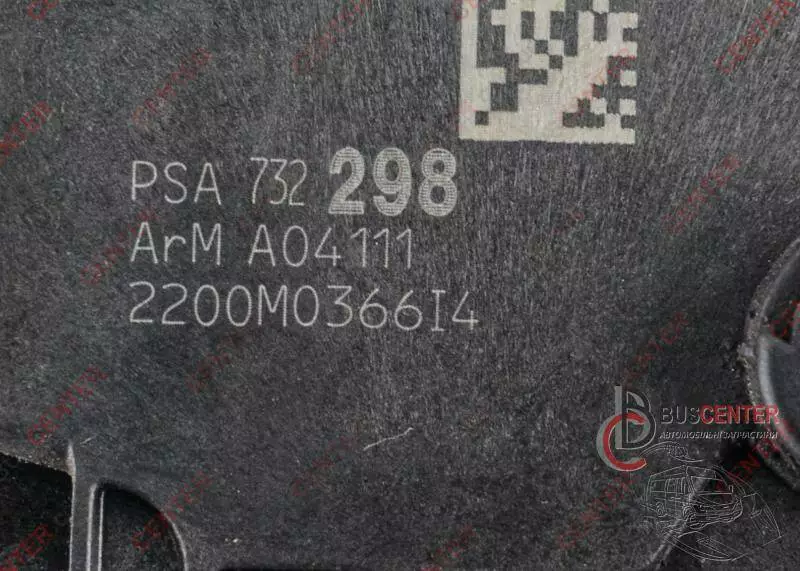 PSA 732 298
ArM A04111
2200M0366I4
BUSCENTER
АВТОМОБІЛЬНІ ЗАПЧАСТИНИ